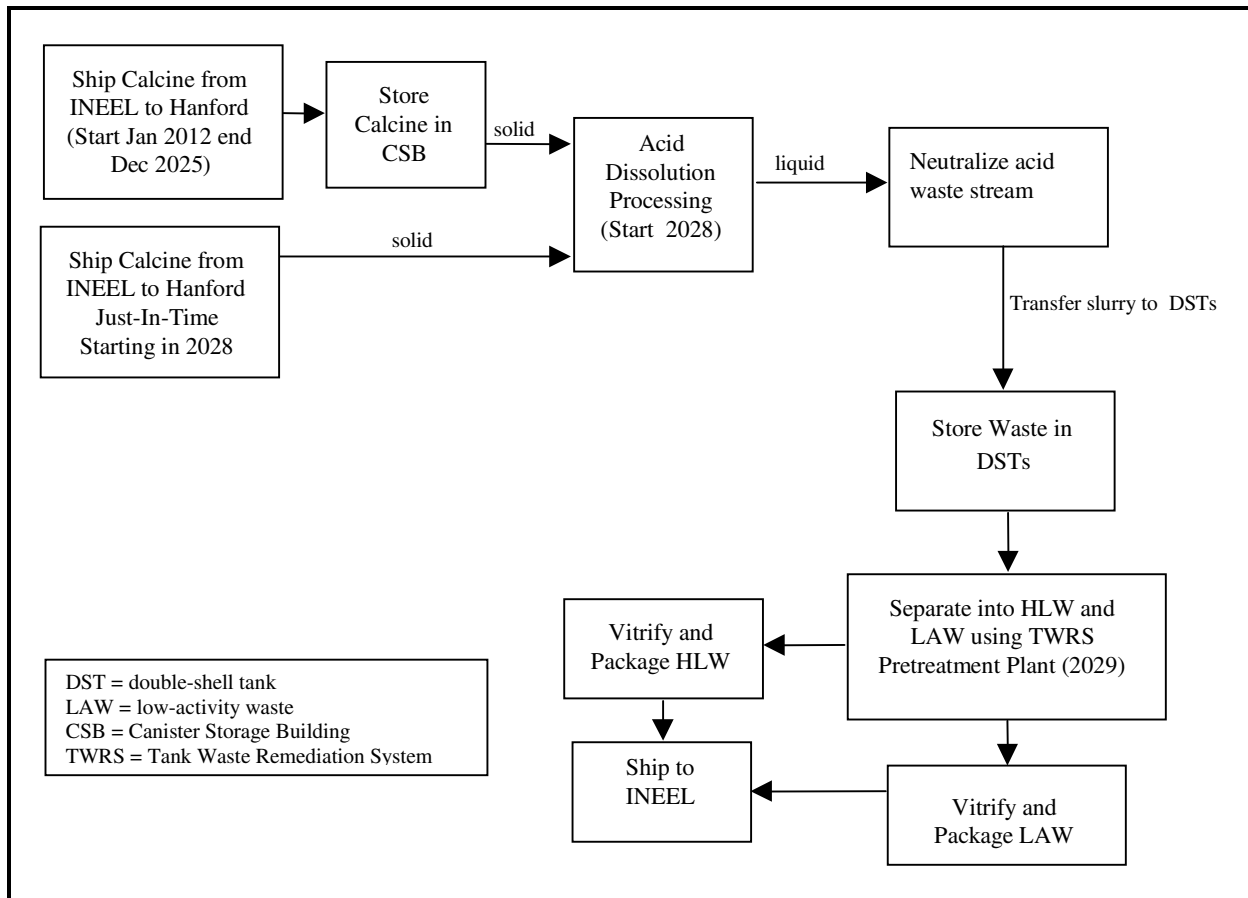 Ship Calcine from
INEEL to Hanford
(Start Jan 2012 end
Dec 2025)
Store
Calcine in
CSB
solid
Acid
Dissolution
Processing
(Start 2028)
liquid
Neutralize acid
waste stream
Ship Calcine from
INEEL to Hanford
Just-In-Time
Starting in 2028
solid
Transfer slurry to DSTs
Store Waste in
DSTs
Separate into HLW and
LAW using TWRS
Pretreatment Plant (2029)
Vitrify and
Package HLW
Ship to
INEEL
Vitrify and
Package LAW
DST = double-shell tank
LAW = low-activity waste
CSB = Canister Storage Building
TWRS = Tank Waste Remediation System